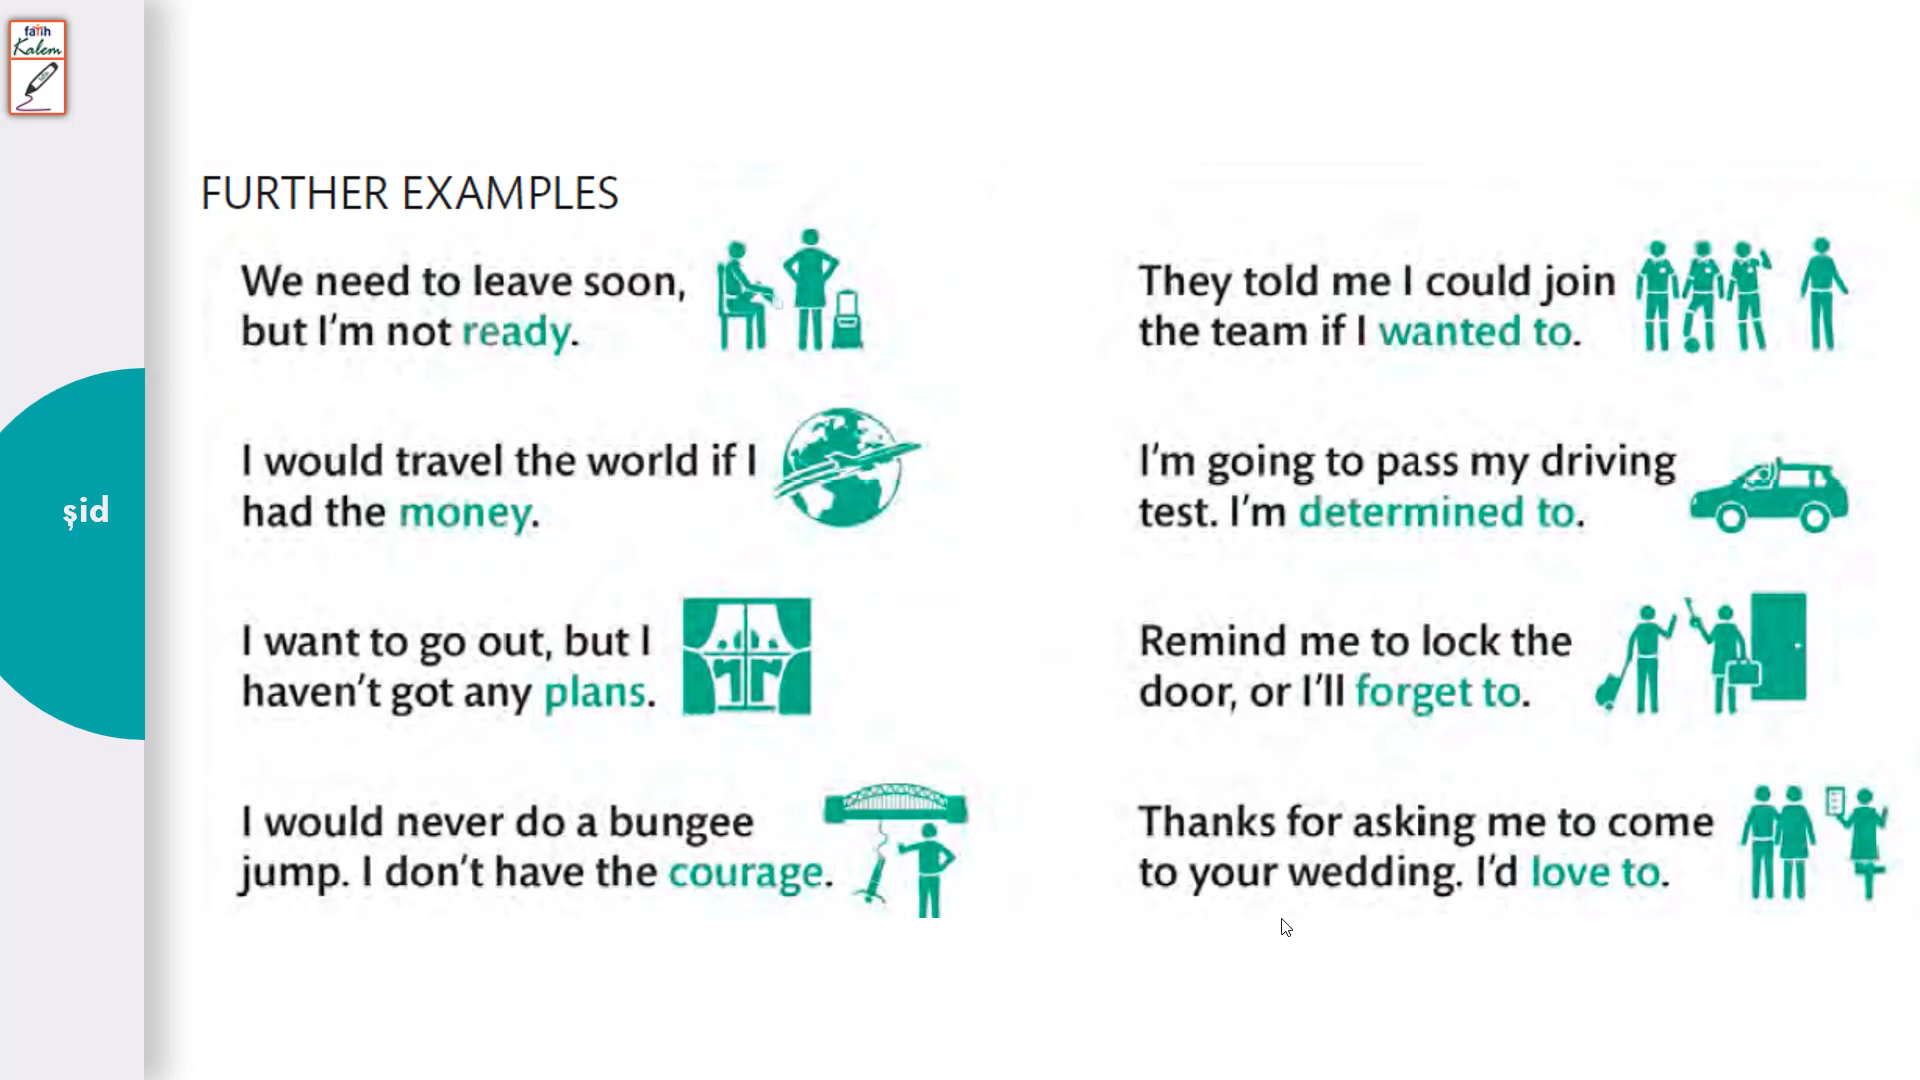 fatih
Kalem
şid
FURTHER EXAMPLES
We need to leave soon,
but I'm not ready.
I would travel the world if I
had the money.
I want to go out, but I
haven't got any plans.
I would never do a bungee
jump. I don't have the courage.
They told me I could join
the team if I wanted to.
I'm going to pass my driving
test. I'm determined to.
Remind me to lock the
door, or I'll forget to.
Thanks for asking me to come
to your wedding. I'd love to.